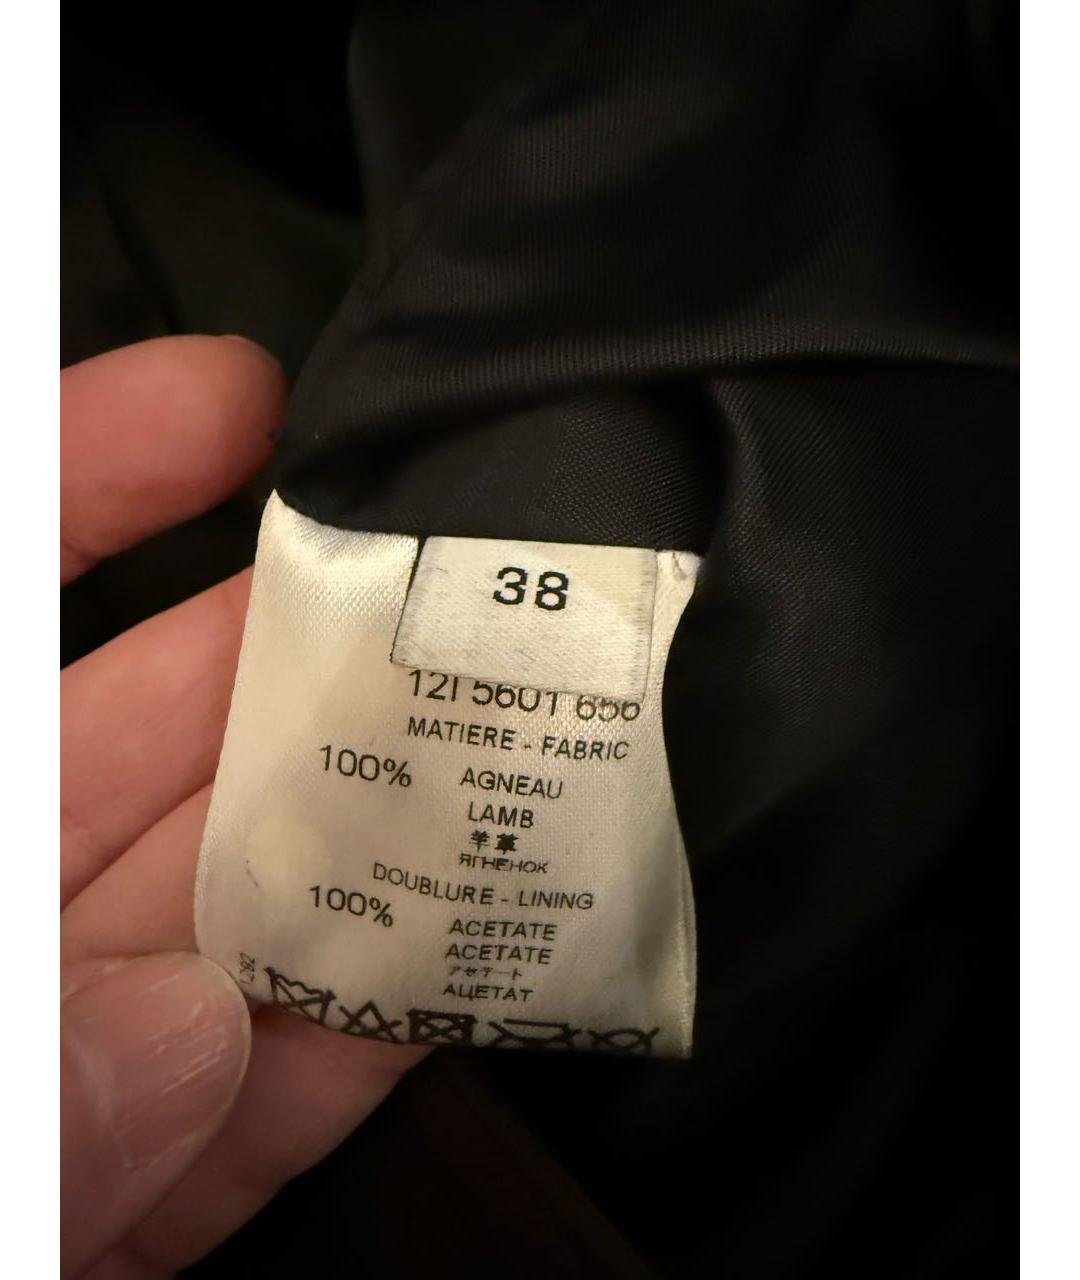 38
12I 5601 656
MATIERE - FABRIC
100% AGNEAU
LAMB
羊革
ЯГНЕНОК
DOUBLURE - LINING
100% ACETATE
ACETATE
アセテート
АЦЕТАТ